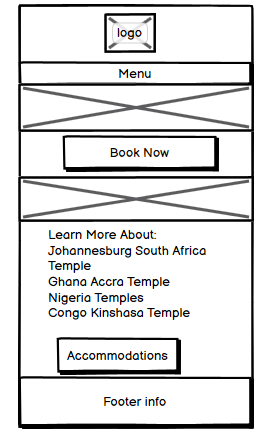 logo
Menu
Book Now
Learn More About:
Johannesburg South Africa
Temple
Ghana Accra Temple
Nigeria Temples
Congo Kinshasa Temple
Accommodations
Footer info